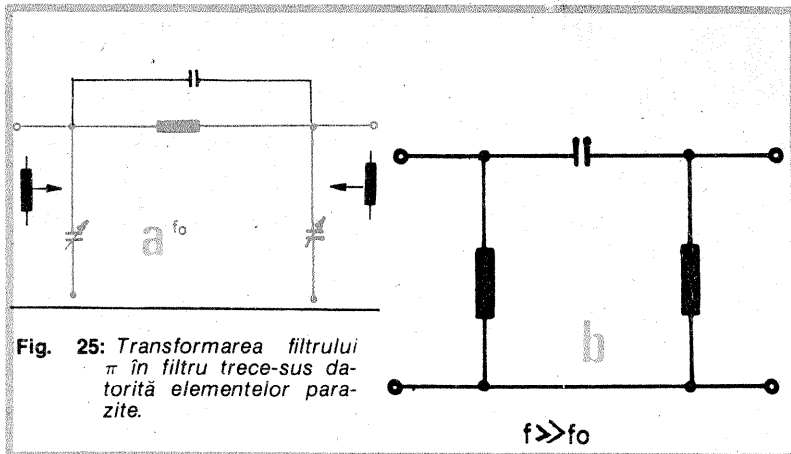 a fo
Fig. 25: Transformarea filtrului
π în filtru trece-sus da-
torită elementelor para-
zite.
b
f≫fo